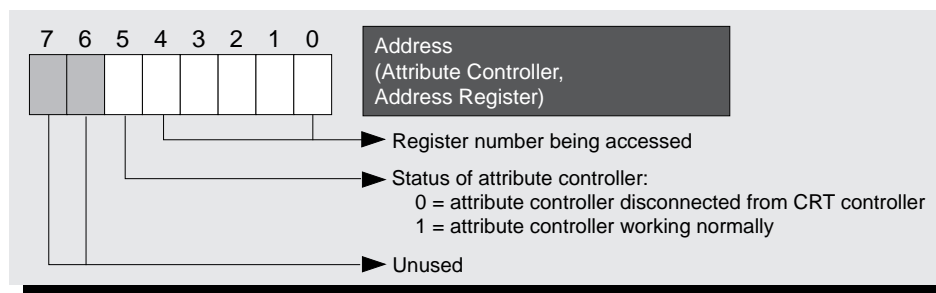 7 6 5 4 3 2 1 0
Address
(Attribute Controller,
Address Register)
Register number being accessed
Status of attribute controller:
0 = attribute controller disconnected from CRT controller
1 = attribute controller working normally
Unused